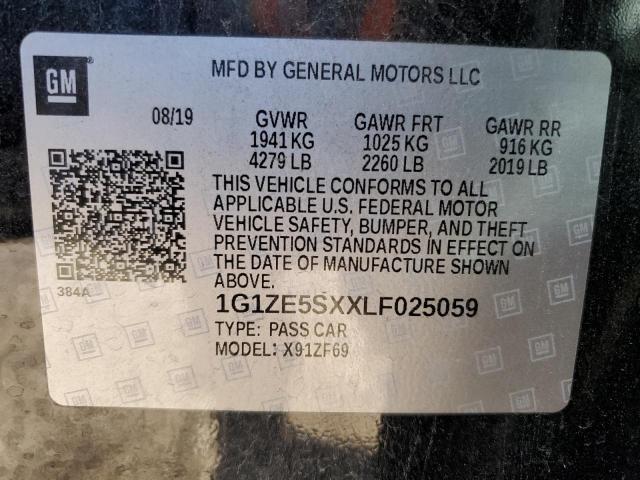 GM
MFD BY GENERAL MOTORS LLC
08/19 GVWR GAWR FRT GAWR RR
1941 KG 1025 KG 916 KG
4279 LB 2260 LB 2019 LB
THIS VEHICLE CONFORMS TO ALL
APPLICABLE U.S. FEDERAL MOTOR
VEHICLE SAFETY, BUMPER, AND THEFT
PREVENTION STANDARDS IN EFFECT ON
THE DATE OF MANUFACTURE SHOWN
ABOVE.
384A
1G1ZE5SXXLF025059
TYPE: PASS CAR
MODEL: X91ZF69